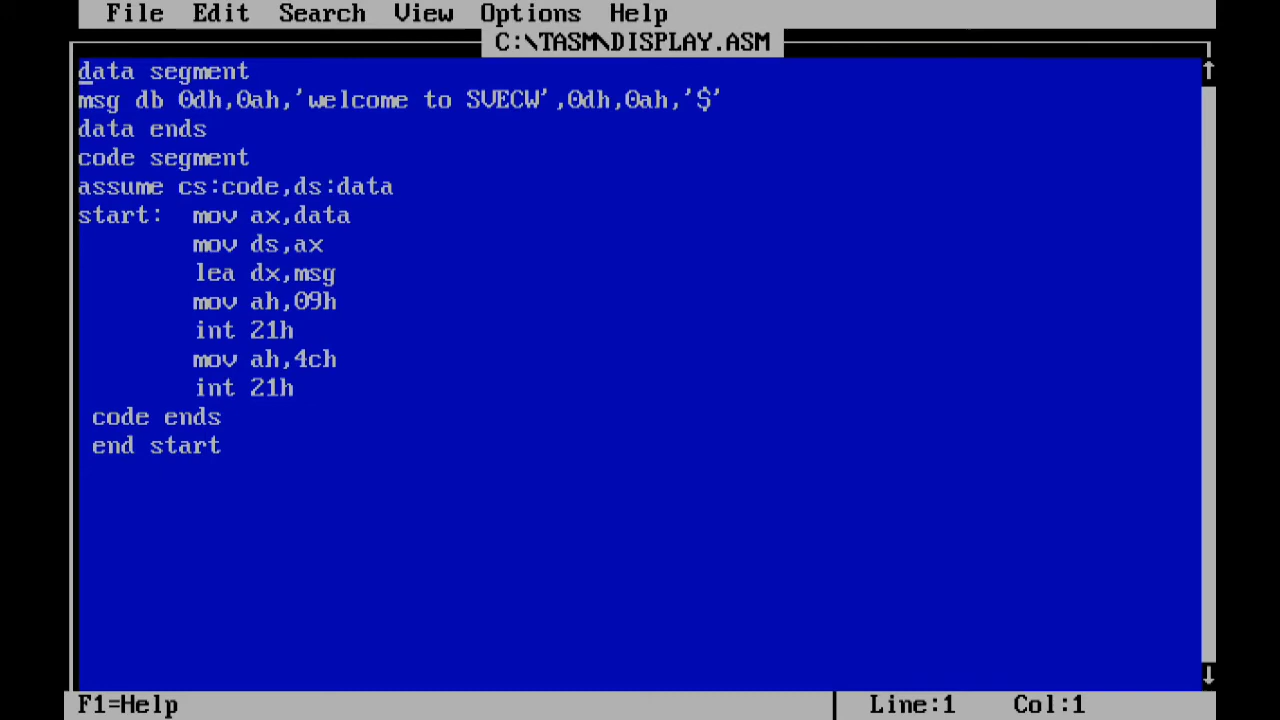 File Edit Search View Options Help
C:\TASM\DISPLAY.ASM
data segment
msg db 0dh,0ah,'welcome to SVECW',0dh,0ah,'$'
data ends
code segment
assume cs:code,ds:data
start:  mov ax,data
        mov ds,ax
        lea dx,msg
        mov ah,09h
        int 21h
        mov ah,4ch
        int 21h
 code ends
 end start
F1=Help Line:1 Col:1